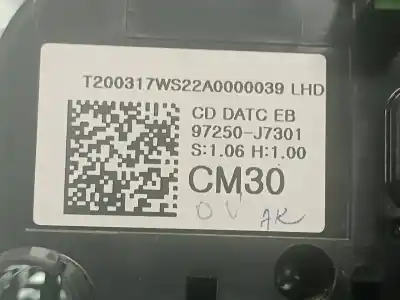 T200317WS22A0000039 LHD
CD DATC EB
97250-J7301
S:1.06 H:1.00
CM30
OV AK